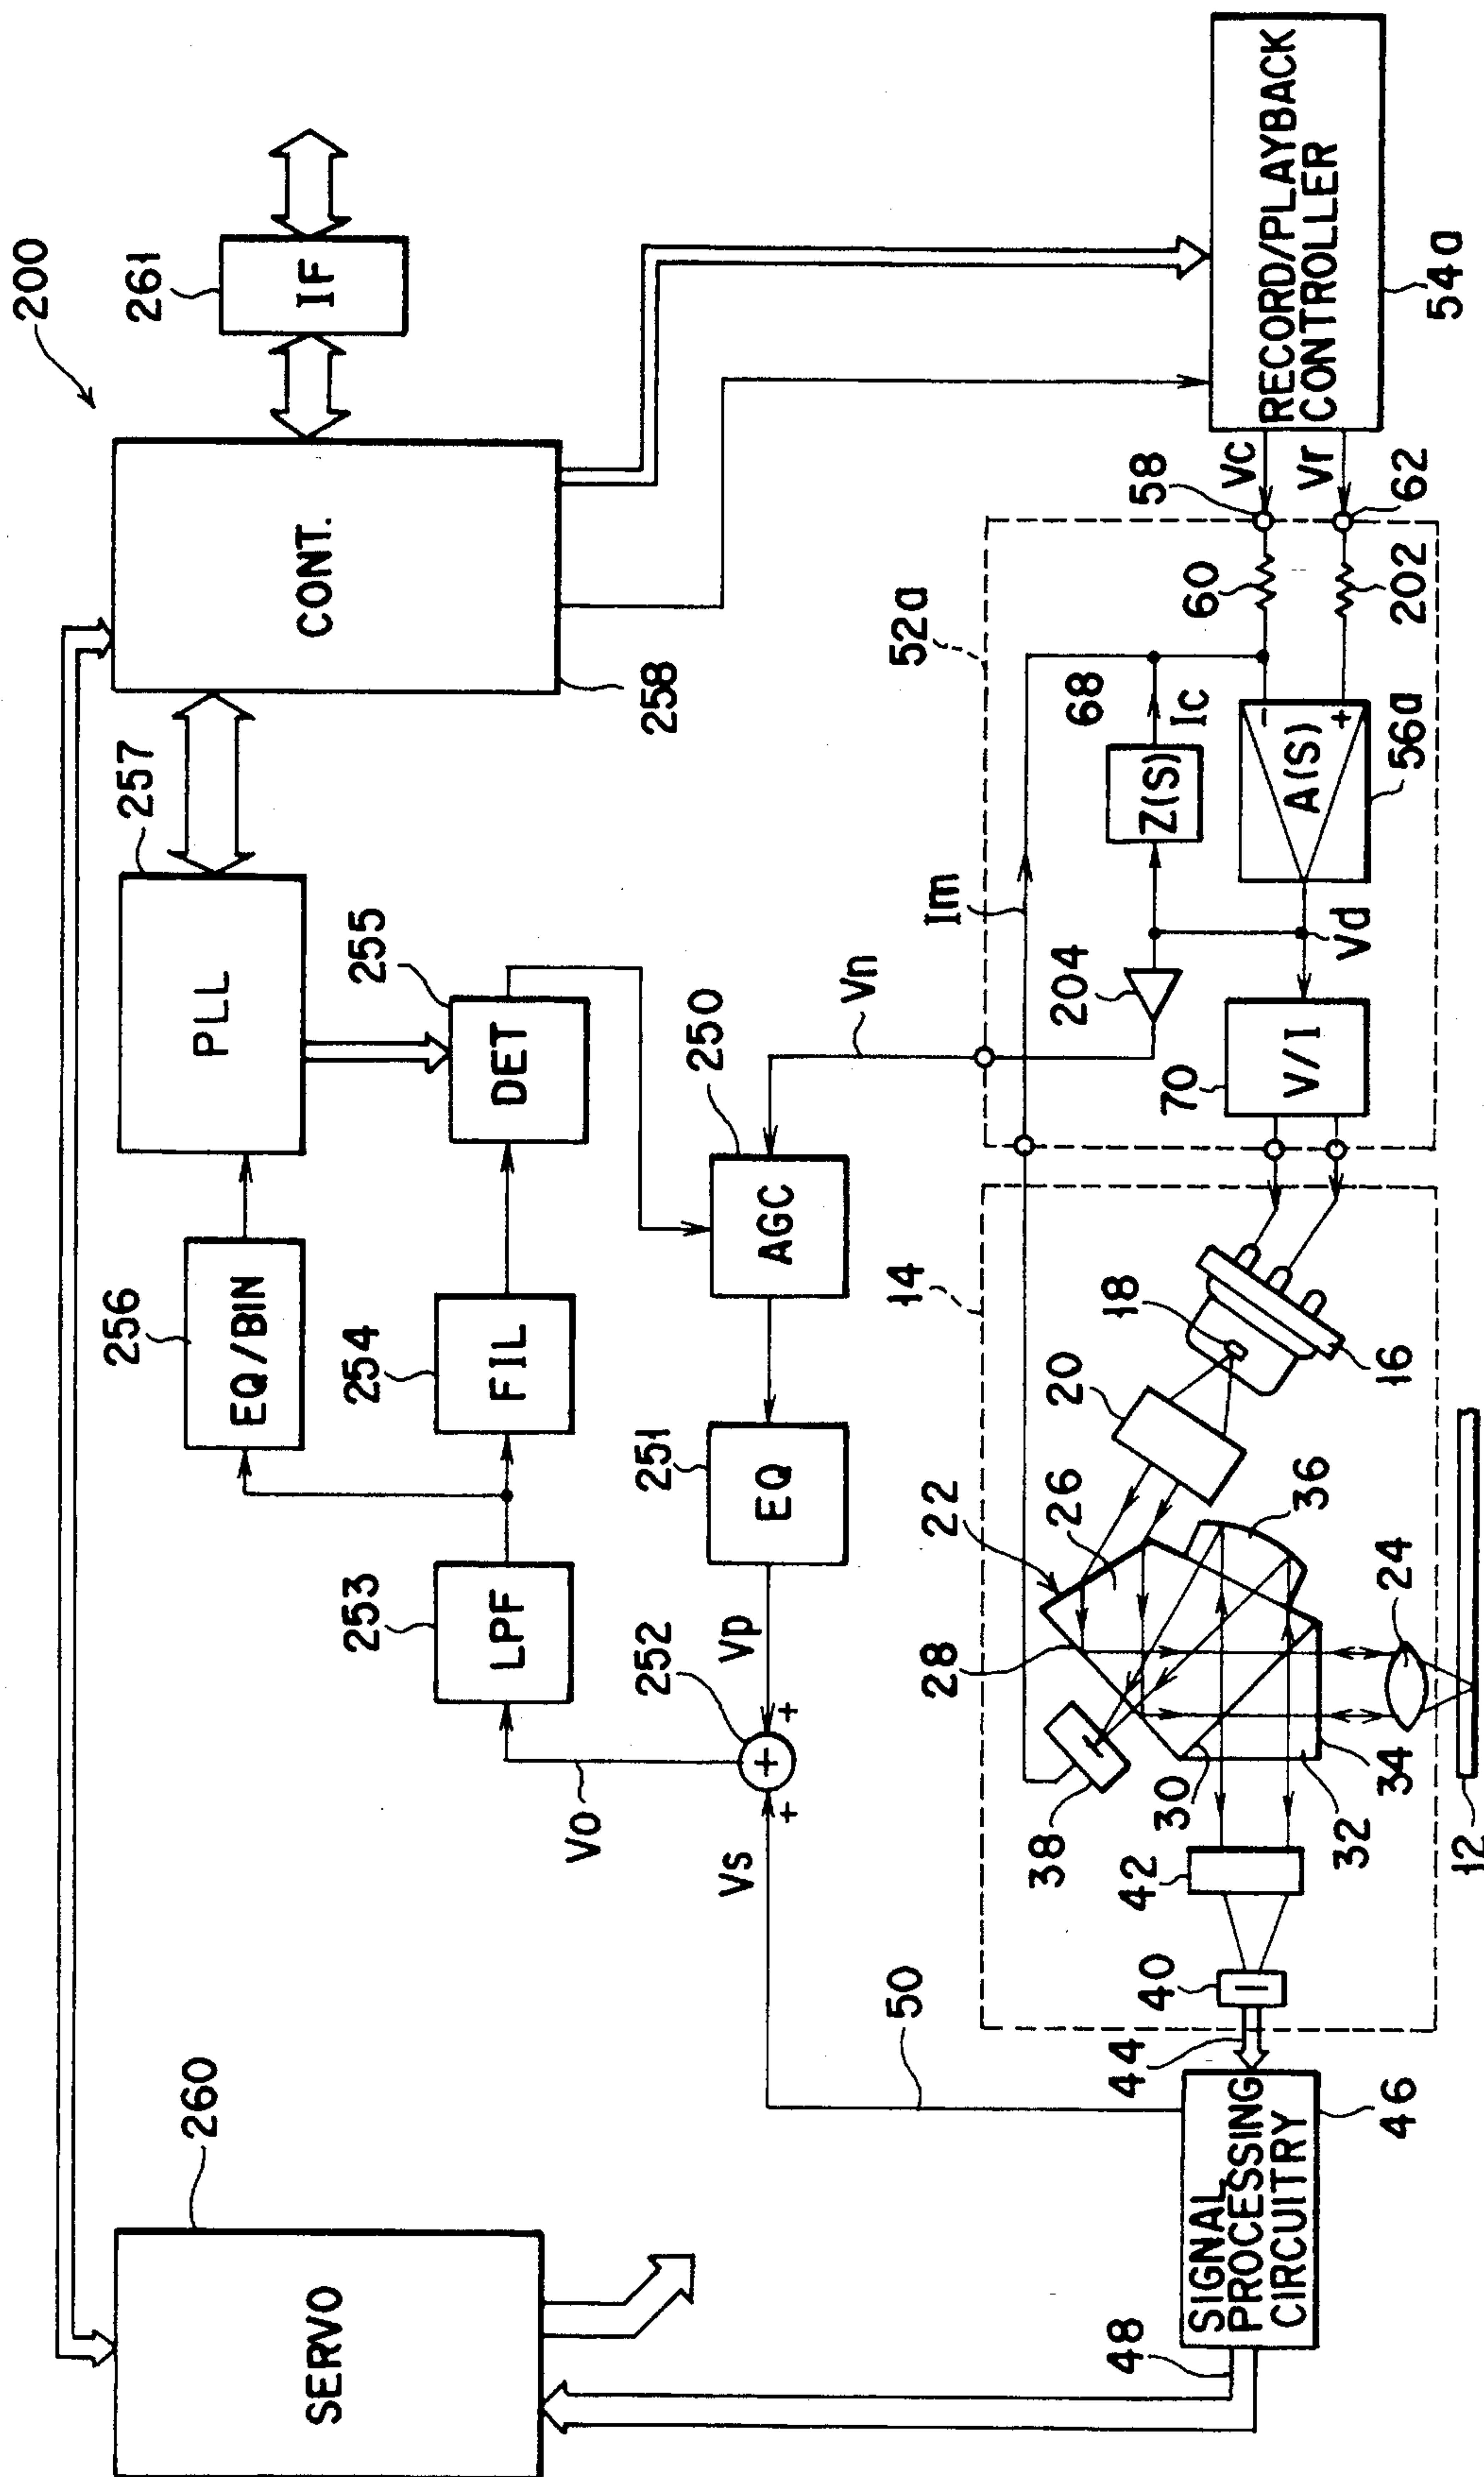 200
261
IF
CONT.
258
257
PLL
255
DET
256
EQ/BIN
254
FIL
253
LPF
250
AGC
251
EQ
252
Vp
+
+
+
Vo
Vs
Vn
50
260
SERVO
RECORD/PLAYBACK
CONTROLLER
54a
Vc
Vr
58
62
60
202
52a
68
Ic
Z(S)
-
+
A(S)
56a
Im
204
Vd
V/I
70
14
18
16
20
22
26
36
28
24
38
30
34
32
12
42
40
44
SIGNAL
PROCESSING
CIRCUITRY
46
48